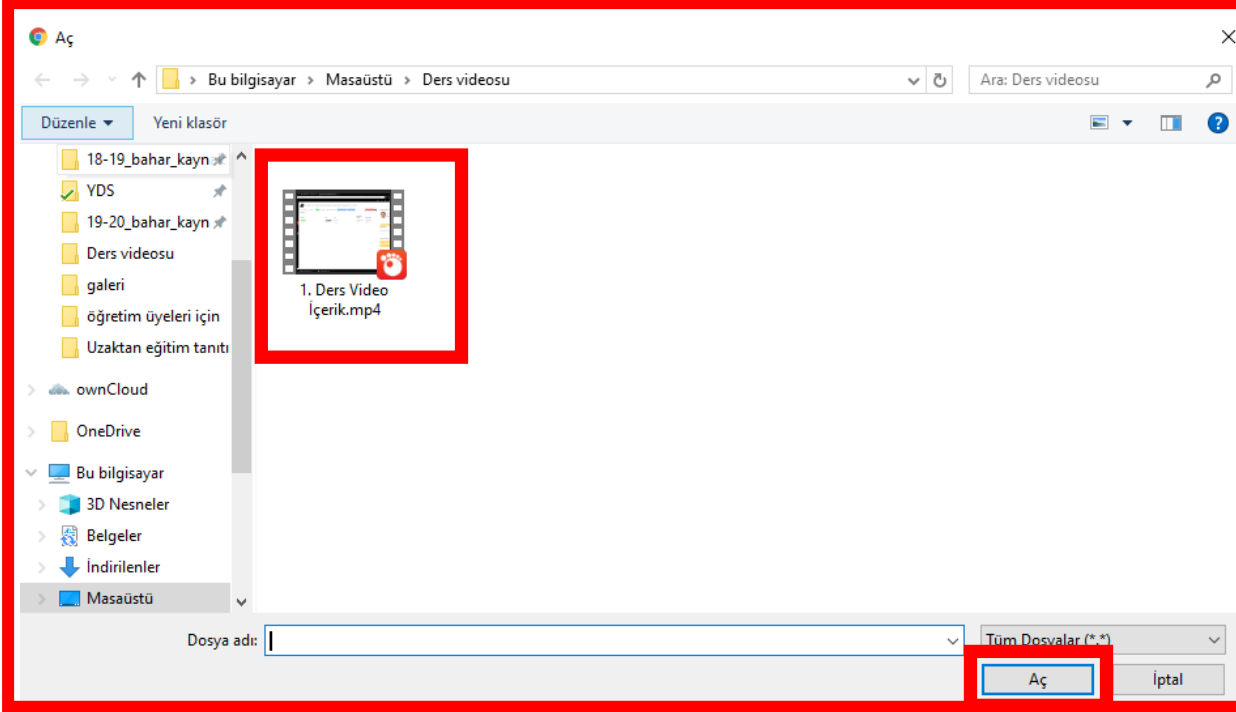 Aç
Bu bilgisayar > Masaüstü > Ders videosu
Ara: Ders videosu
Düzenle
Yeni klasör
18-19_bahar_kayn
YDS
19-20_bahar_kayn
Ders videosu
galeri
öğretim üyeleri için
Uzaktan eğitim tanıtı
ownCloud
OneDrive
Bu bilgisayar
3D Nesneler
Belgeler
İndirilenler
Masaüstü
1. Ders Video
İçerik.mp4
Dosya adı:
Tüm Dosyalar (*.*)
Aç
İptal